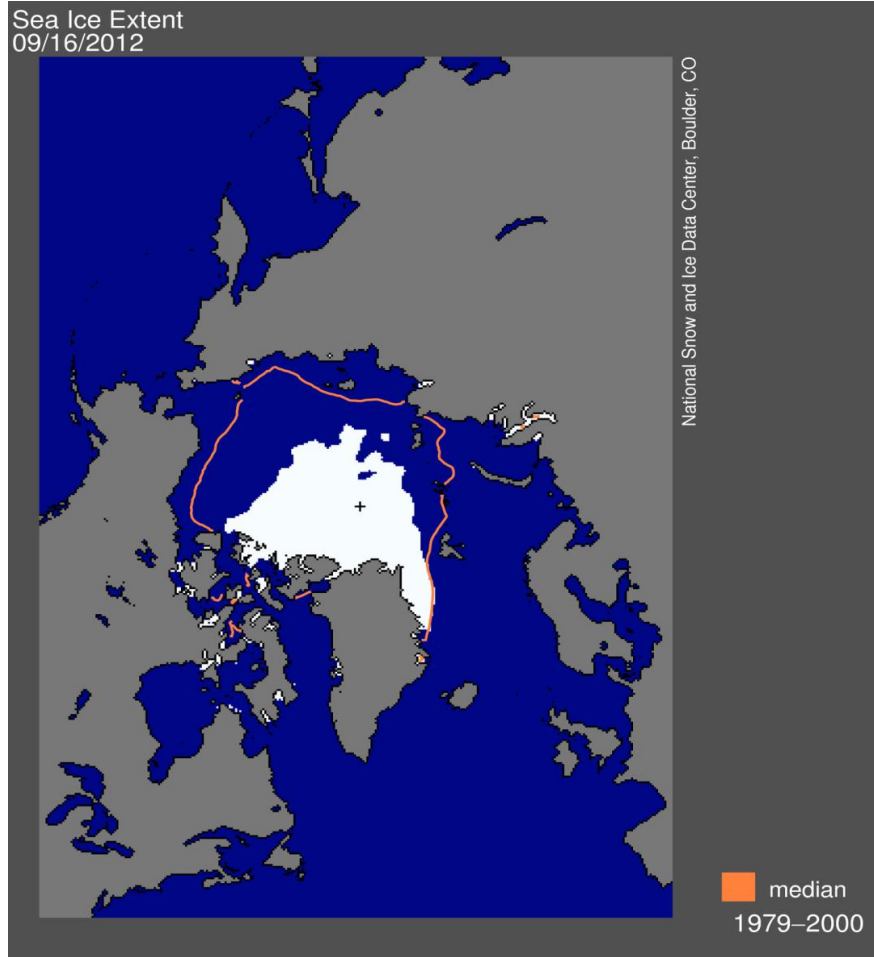 Sea Ice Extent
09/16/2012
National Snow and Ice Data Center, Boulder, CO
median
1979–2000